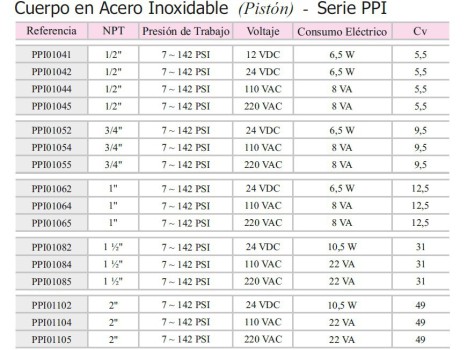 Cuerpo en Acero Inoxidable (Pistón) - Serie PPI
Referencia NPT Presión de Trabajo Voltaje Consumo Eléctrico Cv
PPI01041 1/2" 7 ~ 142 PSI 12 VDC 6,5 W 5,5
PPI01042 1/2" 7 ~ 142 PSI 24 VDC 6,5 W 5,5
PPI01044 1/2" 7 ~ 142 PSI 110 VAC 8 VA 5,5
PPI01045 1/2" 7 ~ 142 PSI 220 VAC 8 VA 5,5
PPI01052 3/4" 7 ~ 142 PSI 24 VDC 6,5 W 9,5
PPI01054 3/4" 7 ~ 142 PSI 110 VAC 8 VA 9,5
PPI01055 3/4" 7 ~ 142 PSI 220 VAC 8 VA 9,5
PPI01062 1" 7 ~ 142 PSI 24 VDC 6,5 W 12,5
PPI01064 1" 7 ~ 142 PSI 110 VAC 8 VA 12,5
PPI01065 1" 7 ~ 142 PSI 220 VAC 8 VA 12,5
PPI01082 1 ½" 7 ~ 142 PSI 24 VDC 10,5 W 31
PPI01084 1 ½" 7 ~ 142 PSI 110 VAC 22 VA 31
PPI01085 1 ½" 7 ~ 142 PSI 220 VAC 22 VA 31
PPI01102 2" 7 ~ 142 PSI 24 VDC 10,5 W 49
PPI01104 2" 7 ~ 142 PSI 110 VAC 22 VA 49
PPI01105 2" 7 ~ 142 PSI 220 VAC 22 VA 49